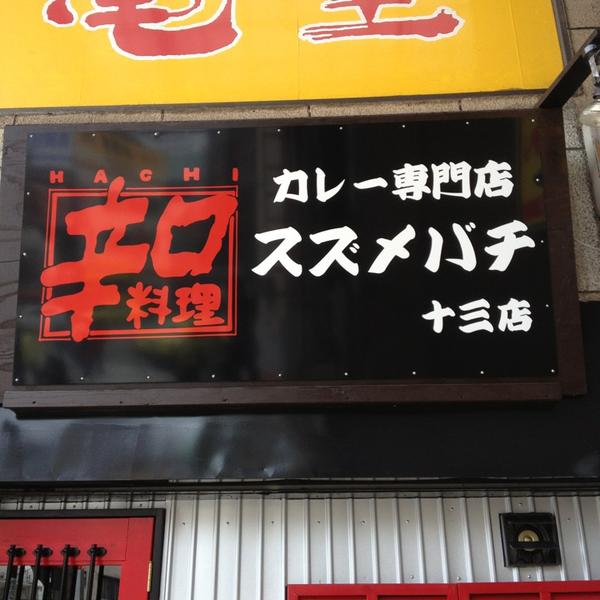 HACHI
辛口
料理
カレー専門店
スズメバチ
十三店